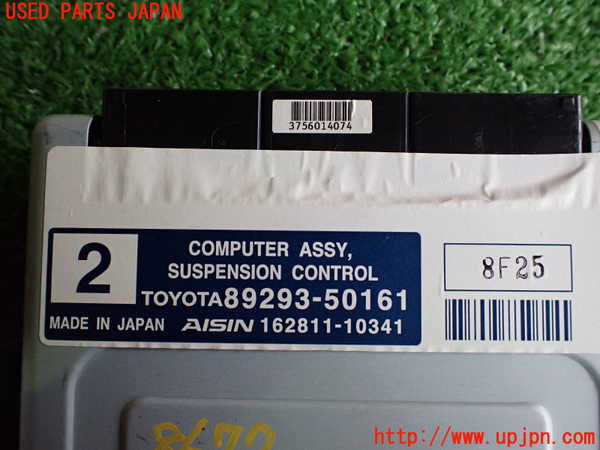 USED PARTS JAPAN
3756014074
2
COMPUTER ASSY,
SUSPENSION CONTROL
TOYOTA 89293-50161
MADE IN JAPAN AISIN 162811-10341
8F25
http://www.upjpn.com